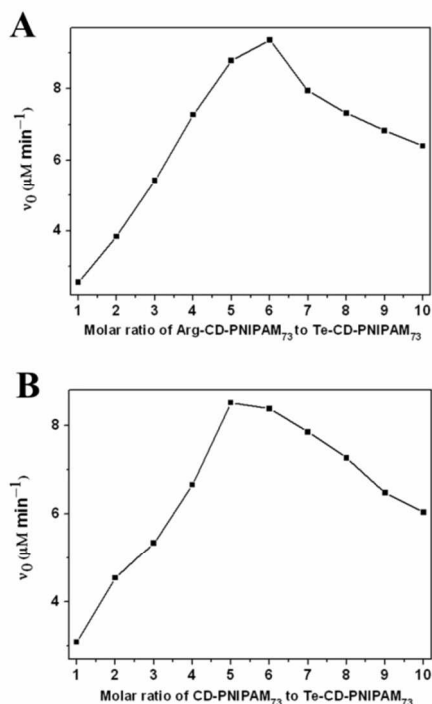 A
8
6
4
1 2 3 4 5 6 7 8 9 10
ν₀ (μM min⁻¹)
Molar ratio of Arg-CD-PNIPAM₇₃ to Te-CD-PNIPAM₇₃
B
8
6
4
1 2 3 4 5 6 7 8 9 10
ν₀ (μM min⁻¹)
Molar ratio of CD-PNIPAM₇₃ to Te-CD-PNIPAM₇₃